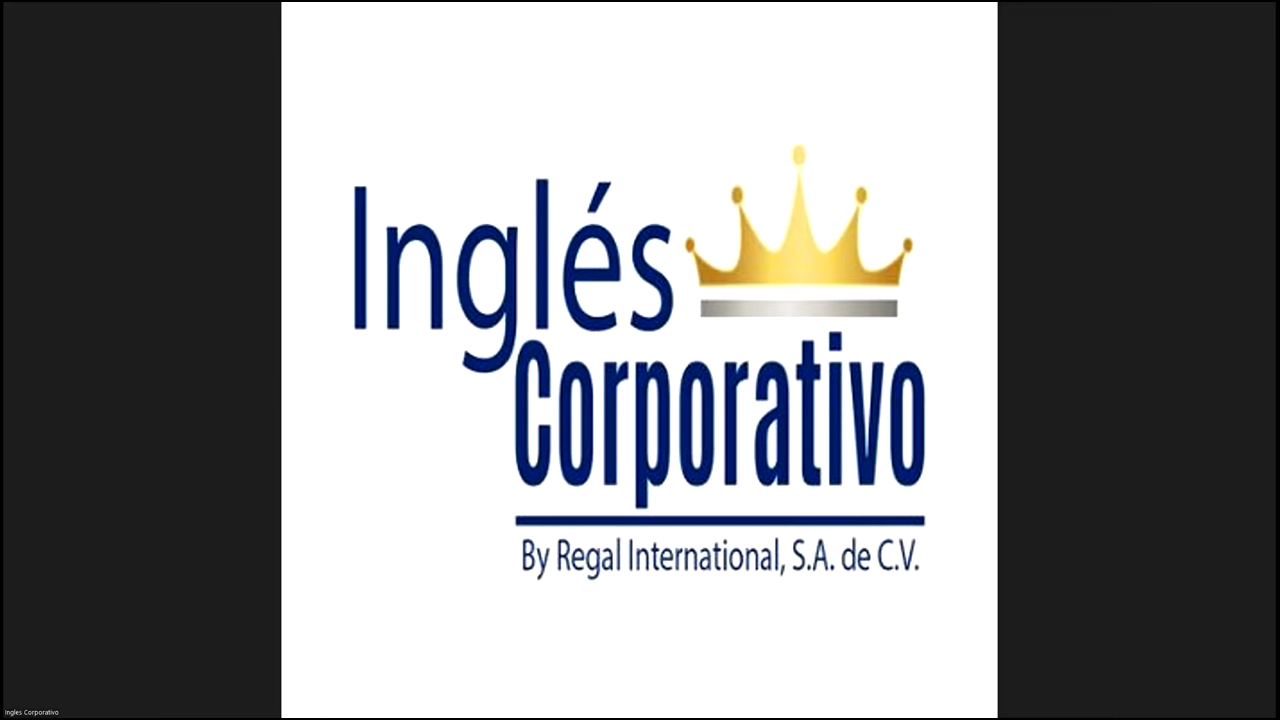 Inglés
Corporativo
By Regal International, S.A. de C.V.
Ingles Corporativo